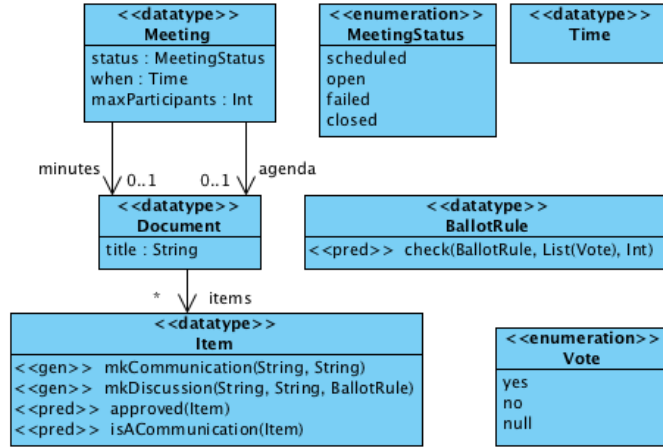 <<datatype>>
Meeting
status : MeetingStatus
when : Time
maxParticipants : Int
<<enumeration>>
MeetingStatus
scheduled
open
failed
closed
<<datatype>>
Time
minutes
0..1
0..1
agenda
<<datatype>>
Document
title : String
<<datatype>>
BallotRule
<<pred>> check(BallotRule, List(Vote), Int)
* items
<<datatype>>
Item
<<gen>> mkCommunication(String, String)
<<gen>> mkDiscussion(String, String, BallotRule)
<<pred>> approved(Item)
<<pred>> isACommunication(Item)
<<enumeration>>
Vote
yes
no
null